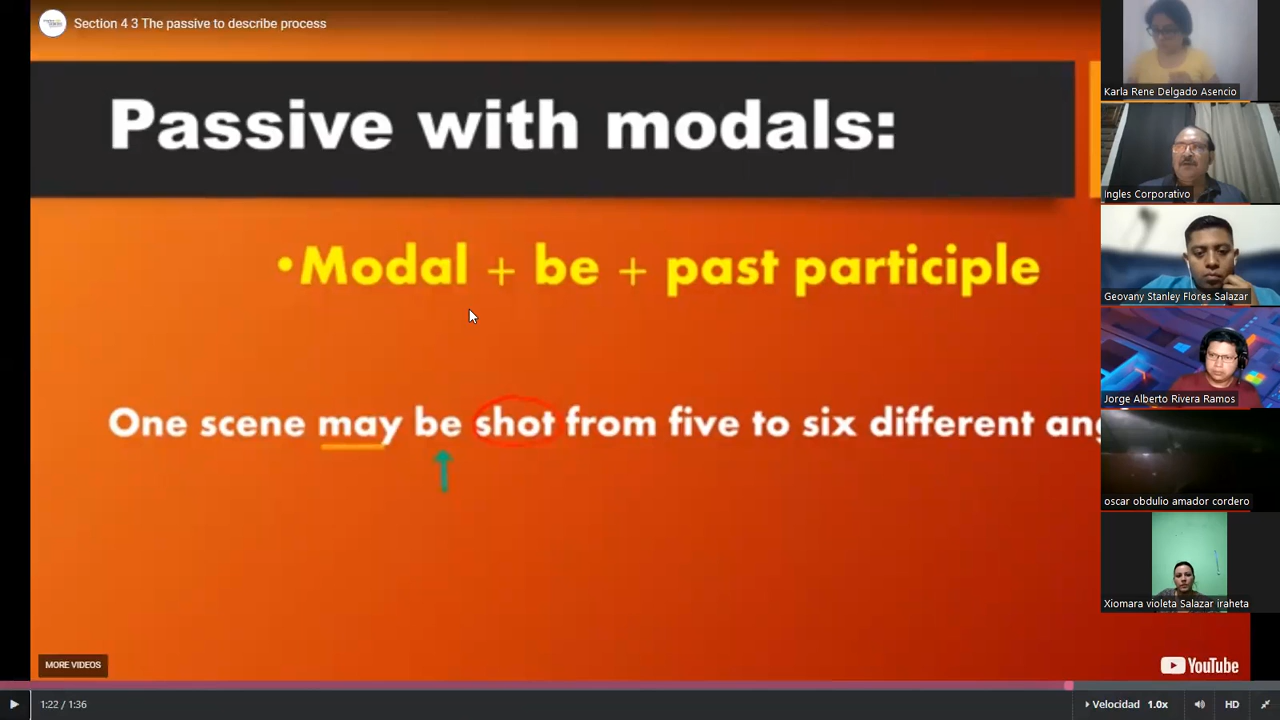 Section 4 3 The passive to describe process
Passive with modals:
•Modal + be + past participle
One scene may be shot from five to six different ang
MORE VIDEOS
YouTube
1:22 / 1:36
Velocidad 1.0x
HD
Karla Rene Delgado Asencio
Ingles Corporativo
Geovany Stanley Flores Salazar
Jorge Alberto Rivera Ramos
oscar obdulio amador cordero
Xiomara violeta Salazar iraheta